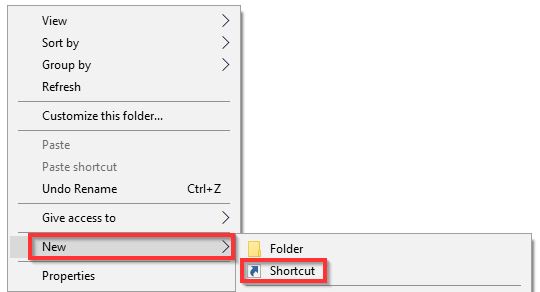 View
Sort by
Group by
Refresh
Customize this folder...
Paste
Paste shortcut
Undo Rename Ctrl+Z
Give access to
New
Folder
Shortcut
Properties